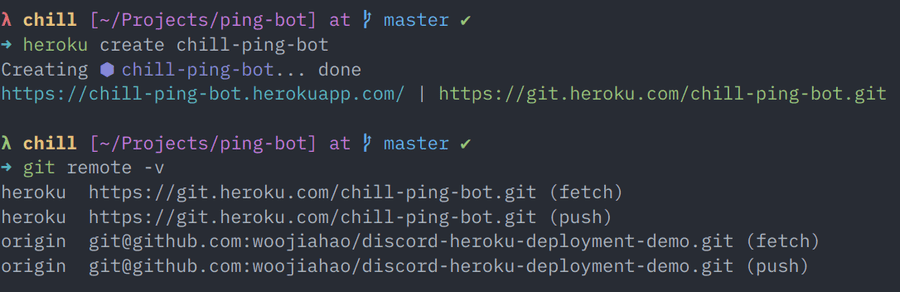 λ chill [~/Projects/ping-bot] at ᚠ master ✔
➜ heroku create chill-ping-bot
Creating ⬢ chill-ping-bot... done
https://chill-ping-bot.herokuapp.com/ | https://git.heroku.com/chill-ping-bot.git
λ chill [~/Projects/ping-bot] at ᚠ master ✔
➜ git remote -v
heroku  https://git.heroku.com/chill-ping-bot.git (fetch)
heroku  https://git.heroku.com/chill-ping-bot.git (push)
origin  git@github.com:woojiahao/discord-heroku-deployment-demo.git (fetch)
origin  git@github.com:woojiahao/discord-heroku-deployment-demo.git (push)